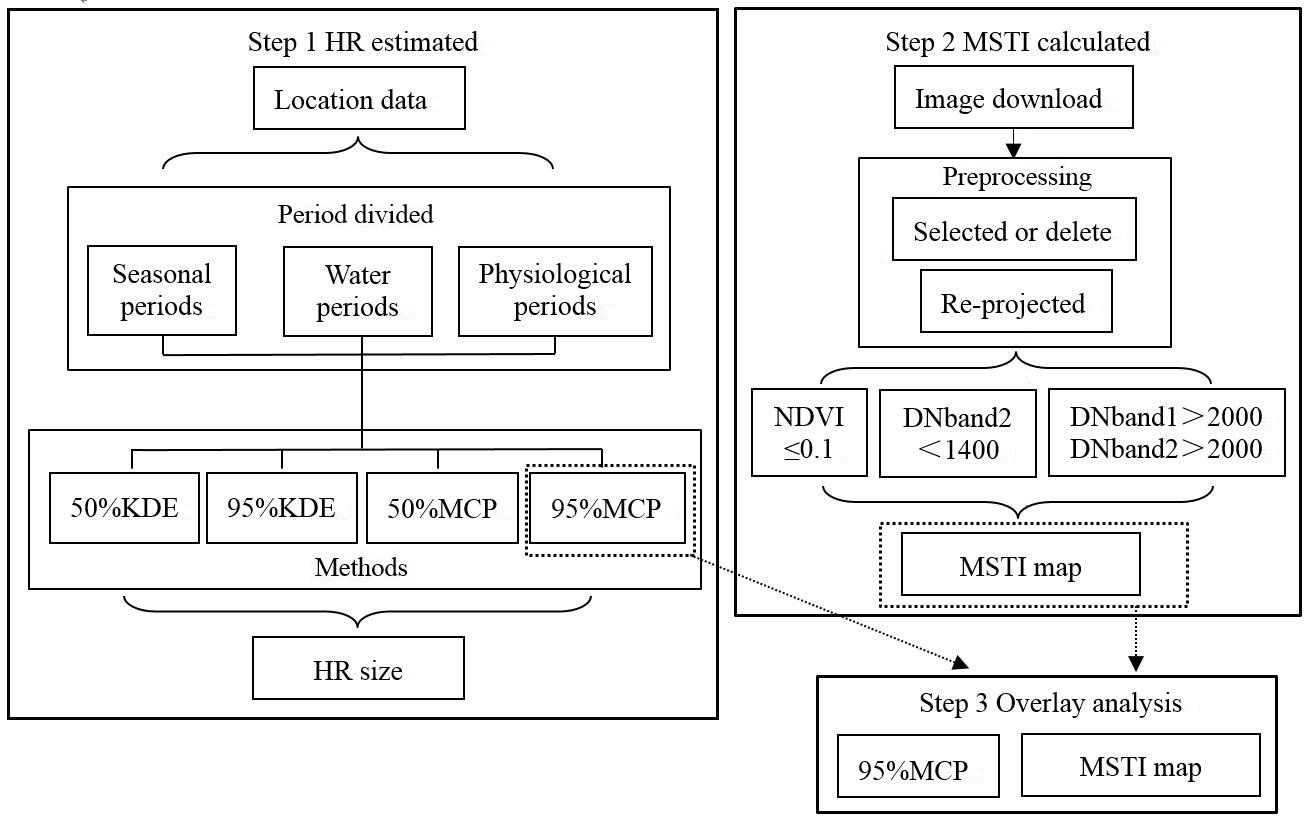 Step 1 HR estimated
Location data
Period divided
Seasonal
periods
Water
periods
Physiological
periods
50%KDE
95%KDE
50%MCP
95%MCP
Methods
HR size
Step 2 MSTI calculated
Image download
Preprocessing
Selected or delete
Re-projected
NDVI
≤0.1
DNband2
＜1400
DNband1＞2000
DNband2＞2000
MSTI map
Step 3 Overlay analysis
95%MCP
MSTI map